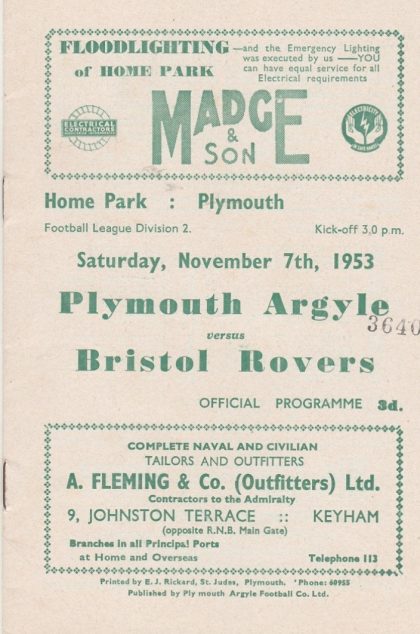 FLOODLIGHTING —and the Emergency Lighting
was executed by us —YOU
of HOME PARK can have equal service for all
Electrical requirements
ELECTRICAL
CONTRACTORS
MADGE
&
SON
ELECTRICITY
Home Park : Plymouth
Football League Division 2. Kick-off 3.0 p.m.
Saturday, November 7th, 1953
Plymouth Argyle
3640
versus
Bristol Rovers
OFFICIAL PROGRAMME 3d.
COMPLETE NAVAL AND CIVILIAN
TAILORS AND OUTFITTERS
A. FLEMING & Co. (Outfitters) Ltd.
Contractors to the Admiralty
9, JOHNSTON TERRACE :: KEYHAM
(opposite R.N.B. Main Gate)
Branches in all Principal Ports
at Home and Overseas Telephone 113
Printed by E. J. Rickard, St. Judes, Plymouth. 'Phone: 60955
Published by Plymouth Argyle Football Co. Ltd.